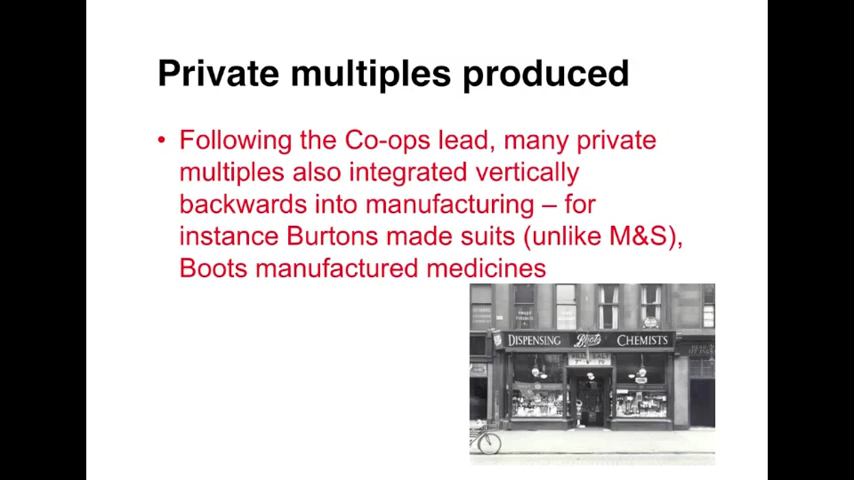 Private multiples produced
• Following the Co-ops lead, many private
multiples also integrated vertically
backwards into manufacturing – for
instance Burtons made suits (unlike M&S),
Boots manufactured medicines
DISPENSING Boots CHEMISTS